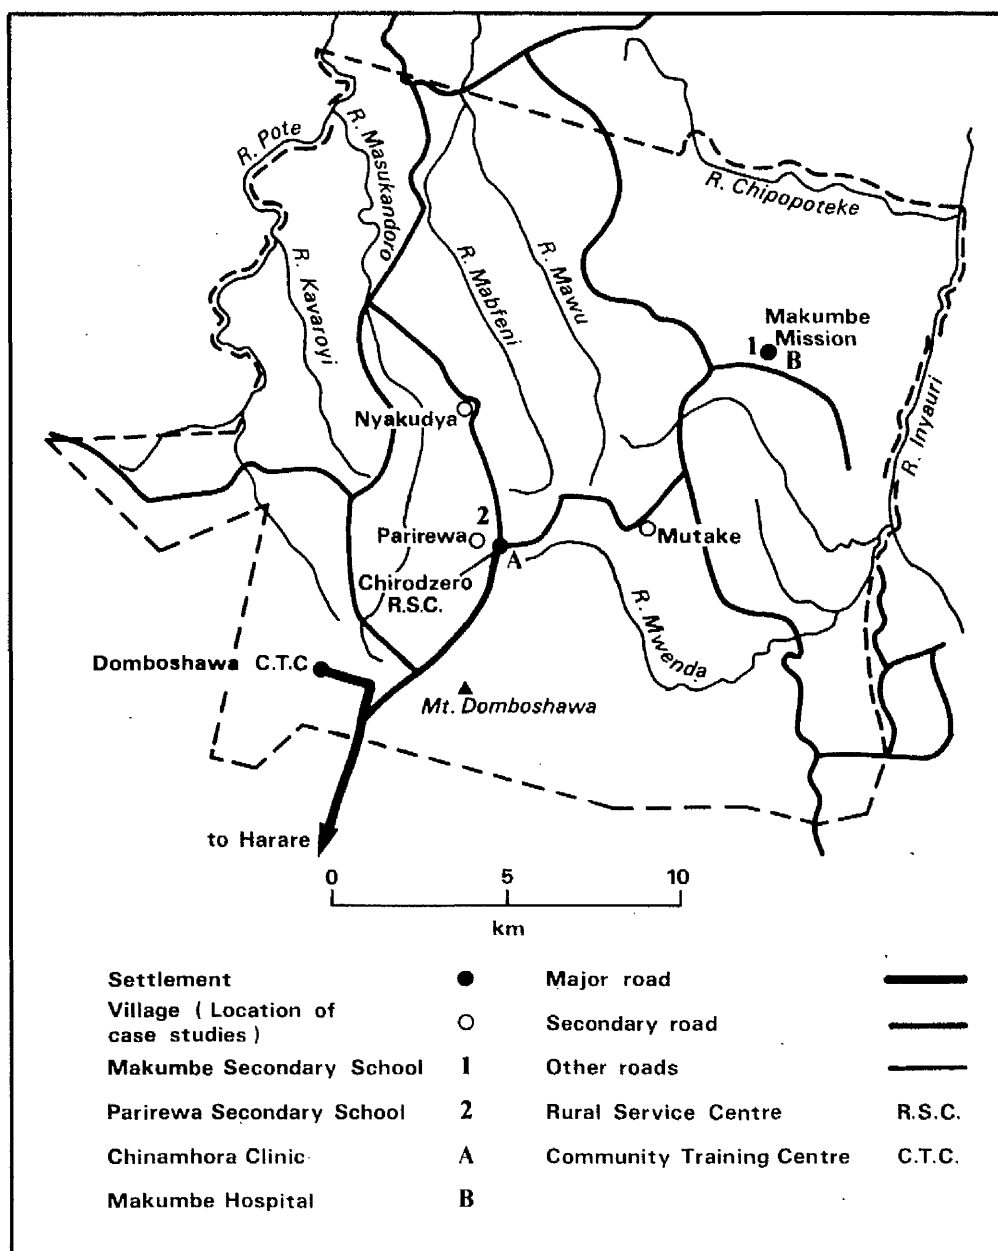 R. Pote
R. Masukandoro
R. Chipopoteke
R. Kavaroyi
R. Mabfeni
R. Mawu
Makumbe
Mission
1
B
R. Inyauri
Nyakudya
2
Parirewa
A
Mutake
Chirodzero
R.S.C.
R. Mwenda
Domboshawa C.T.C
Mt. Domboshawa
to Harare
0 5 10
km
Settlement
Village ( Location of
case studies )
Makumbe Secondary School 1
Parirewa Secondary School 2
Chinamhora Clinic A
Makumbe Hospital B
Major road
Secondary road
Other roads
Rural Service Centre R.S.C.
Community Training Centre C.T.C.